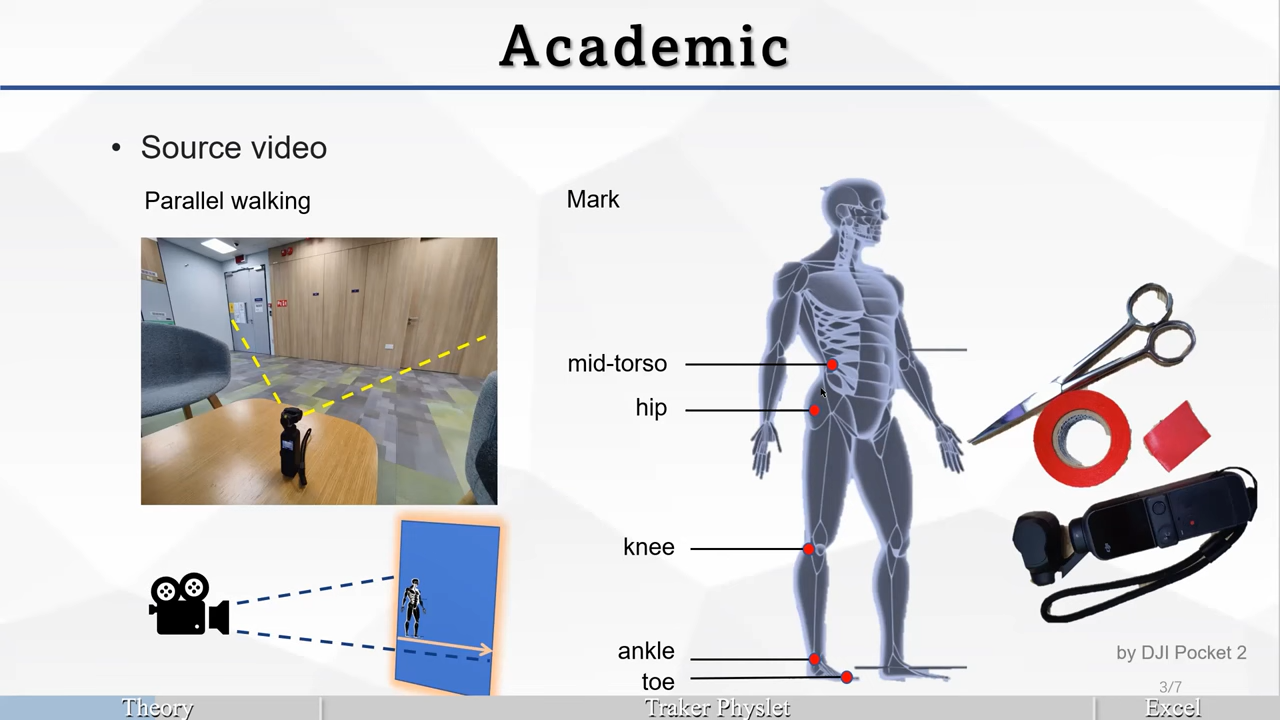 Academic
• Source video
Parallel walking
Mark
mid-torso
hip
knee
ankle
toe
by DJI Pocket 2
3/7
Theory
Traker Physlet
Excel